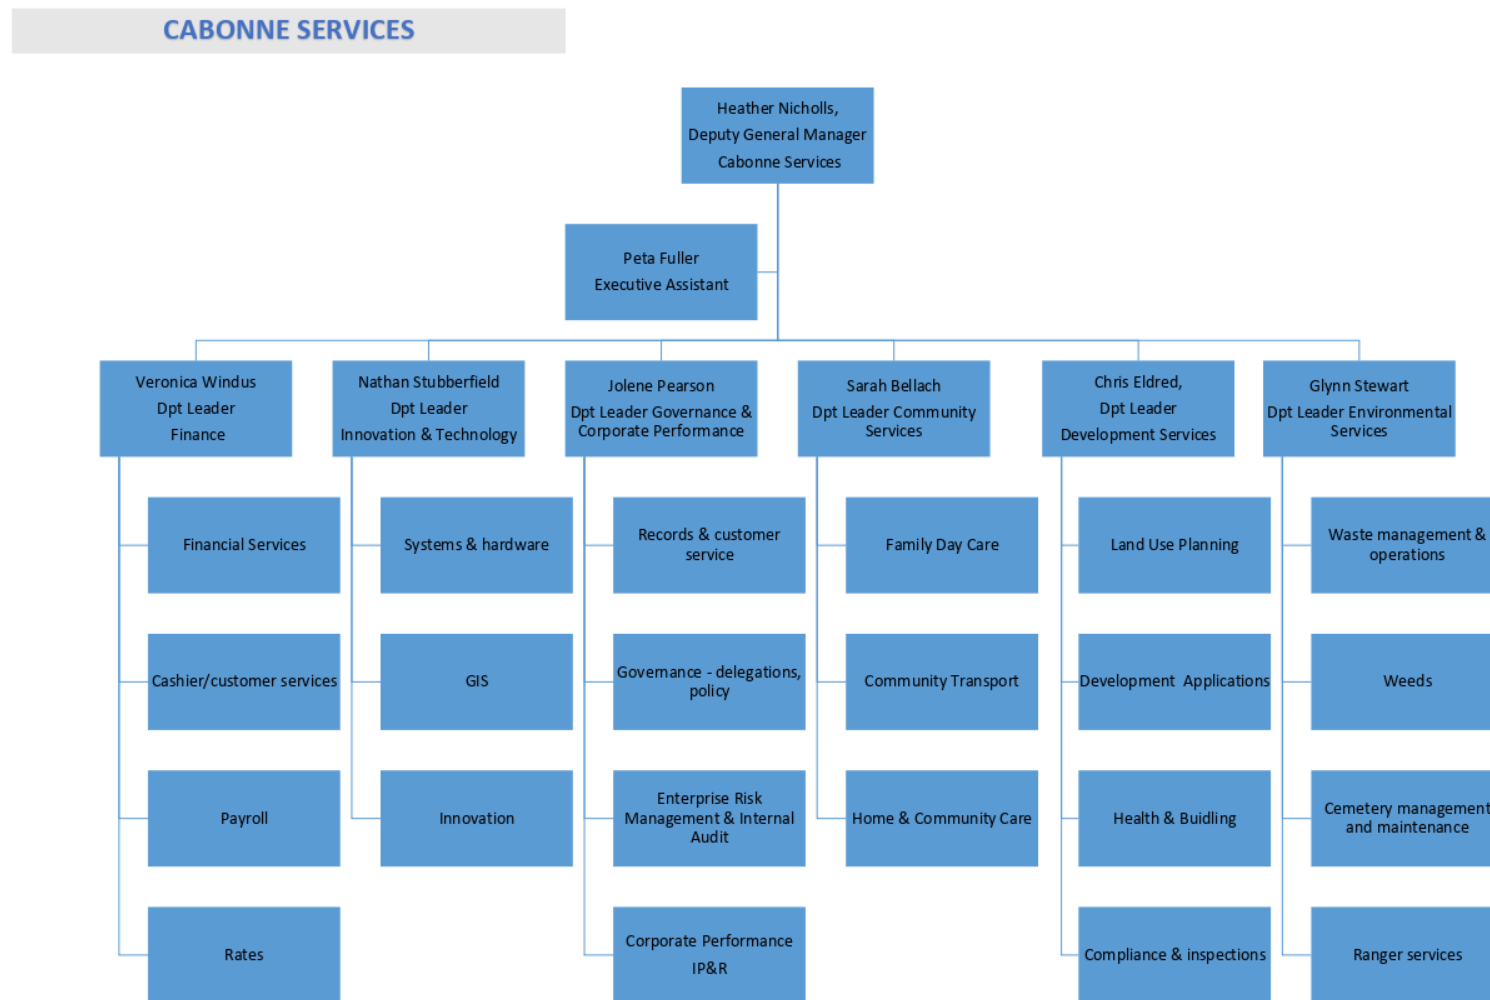 CABONNE SERVICES
Heather Nicholls,
Deputy General Manager
Cabonne Services
Peta Fuller
Executive Assistant
Veronica Windus
Dpt Leader
Finance
Nathan Stubberfield
Dpt Leader
Innovation & Technology
Jolene Pearson
Dpt Leader Governance &
Corporate Performance
Sarah Bellach
Dpt Leader Community
Services
Chris Eldred,
Dpt Leader
Development Services
Glynn Stewart
Dpt Leader Environmental
Services
Financial Services
Cashier/customer services
Payroll
Rates
Systems & hardware
GIS
Innovation
Records & customer
service
Governance - delegations,
policy
Enterprise Risk
Management & Internal
Audit
Corporate Performance
IP&R
Family Day Care
Community Transport
Home & Community Care
Land Use Planning
Development  Applications
Health & Buidling
Compliance & inspections
Waste management &
operations
Weeds
Cemetery management
and maintenance
Ranger services